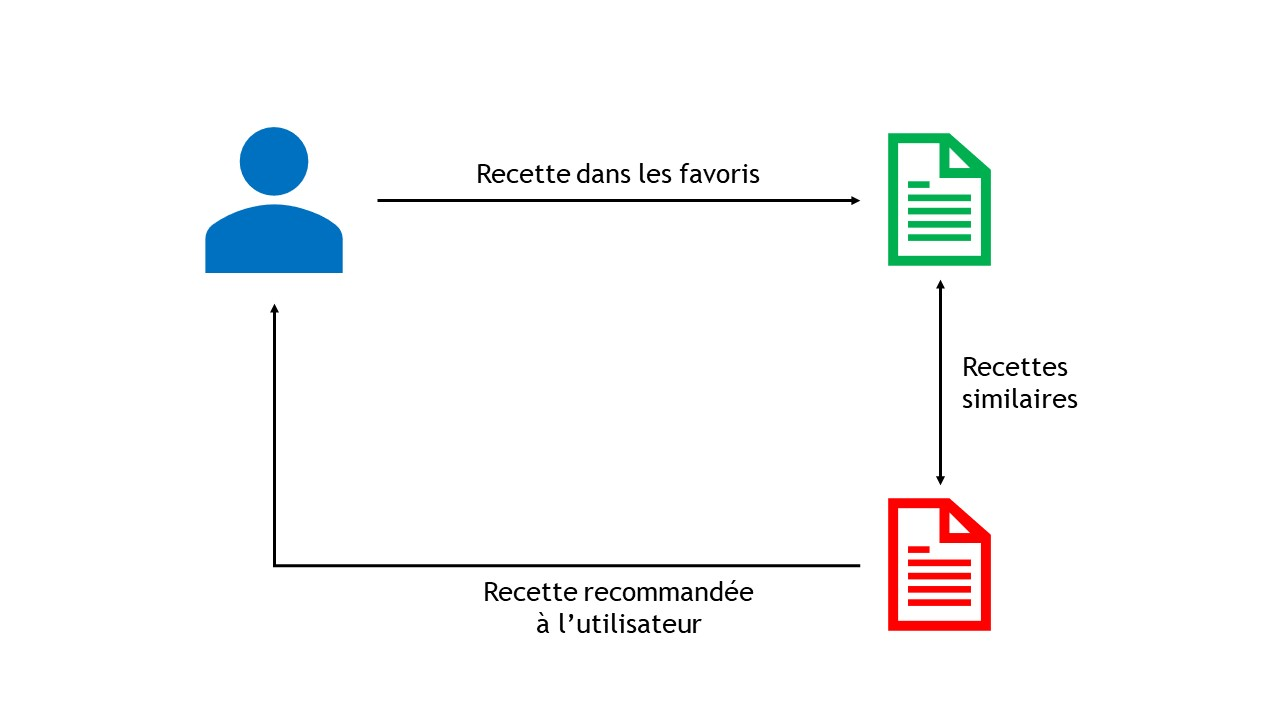 Recette dans les favoris
Recettes
similaires
Recette recommandée
à l’utilisateur